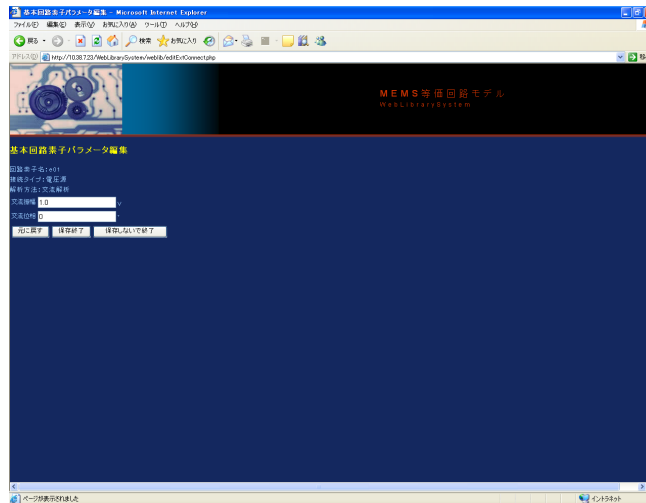 基本回路素子パラメータ編集 - Microsoft Internet Explorer
ファイル(F) 編集(E) 表示(V) お気に入り(A) ツール(T) ヘルプ(H)
戻る 検索 お気に入り
アドレス(D) http://10.38.7.23/WebLibrarySystem/weblib/editExtConnect.php 移
MEMS等価回路モデル
WebLibrarySystem
基本回路素子パラメータ編集
回路素子名:e01
接続タイプ:電圧源
解析方法:交流解析
交流振幅 1.0 V
交流位相 0 °
元に戻す 保存終了 保存しないで終了
ページが表示されました イントラネット